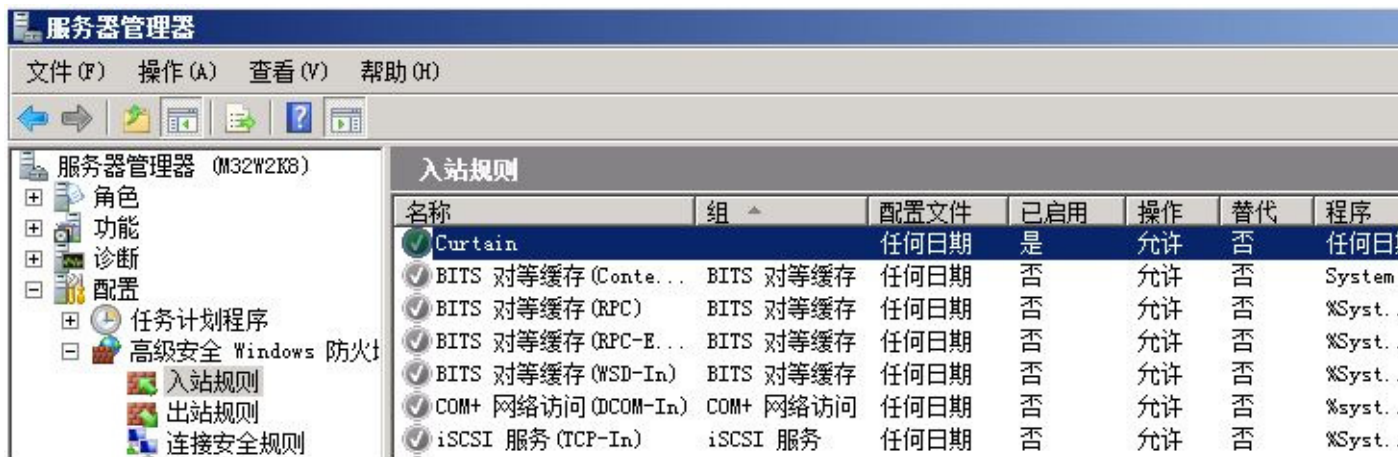 服务器管理器
文件(F) 操作(A) 查看(V) 帮助(H)
服务器管理器 (M32W2K8)
角色
功能
诊断
配置
任务计划程序
高级安全 Windows 防火
入站规则
出站规则
连接安全规则
入站规则
名称 组 配置文件 已启用 操作 替代 程序
Curtain 任何日期 是 允许 否 任何日
BITS 对等缓存(Conte... BITS 对等缓存 任何日期 否 允许 否 System
BITS 对等缓存(RPC) BITS 对等缓存 任何日期 否 允许 否 %Syst..
BITS 对等缓存(RPC-E... BITS 对等缓存 任何日期 否 允许 否 %Syst..
BITS 对等缓存(WSD-In) BITS 对等缓存 任何日期 否 允许 否 %Syst..
COM+ 网络访问(DCOM-In) COM+ 网络访问 任何日期 否 允许 否 %syst..
iSCSI 服务(TCP-In) iSCSI 服务 任何日期 否 允许 否 %Syst..